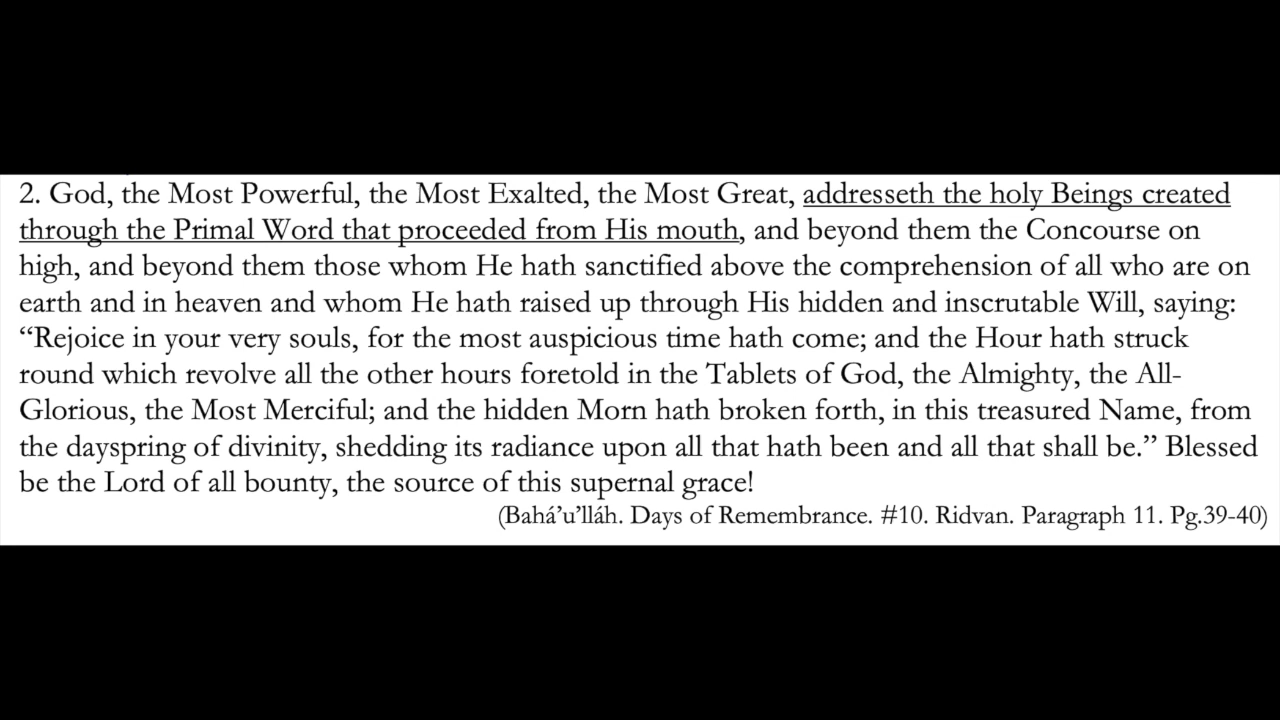 2. God, the Most Powerful, the Most Exalted, the Most Great, addresseth the holy Beings created
through the Primal Word that proceeded from His mouth, and beyond them the Concourse on
high, and beyond them those whom He hath sanctified above the comprehension of all who are on
earth and in heaven and whom He hath raised up through His hidden and inscrutable Will, saying:
“Rejoice in your very souls, for the most auspicious time hath come; and the Hour hath struck
round which revolve all the other hours foretold in the Tablets of God, the Almighty, the All-
Glorious, the Most Merciful; and the hidden Morn hath broken forth, in this treasured Name, from
the dayspring of divinity, shedding its radiance upon all that hath been and all that shall be.” Blessed
be the Lord of all bounty, the source of this supernal grace!
(Bahá’u’lláh. Days of Remembrance. #10. Ridvan. Paragraph 11. Pg.39-40)